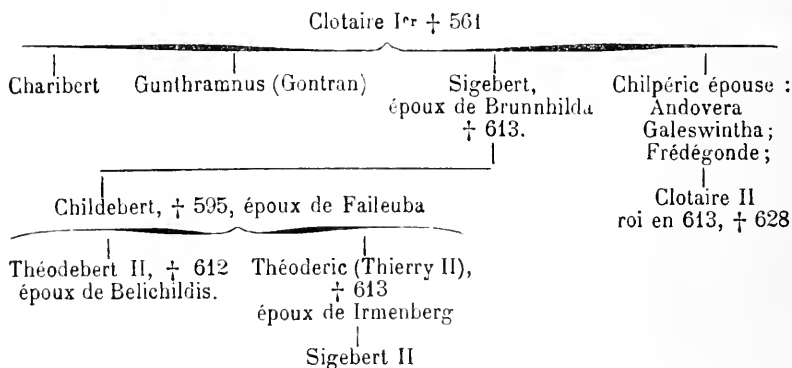 Clotaire Ier † 561
Charibert Gunthramnus (Gontran) Sigebert, Chilpéric épouse :
époux de Brunnhilda Andovera
† 613. Galeswintha;
Frédégonde;
Childebert, † 595, époux de Faileuba Clotaire II
roi en 613, † 628
Théodebert II, † 612 Théoderic (Thierry II),
époux de Belichildis. † 613
époux de Irmenberg
Sigebert II